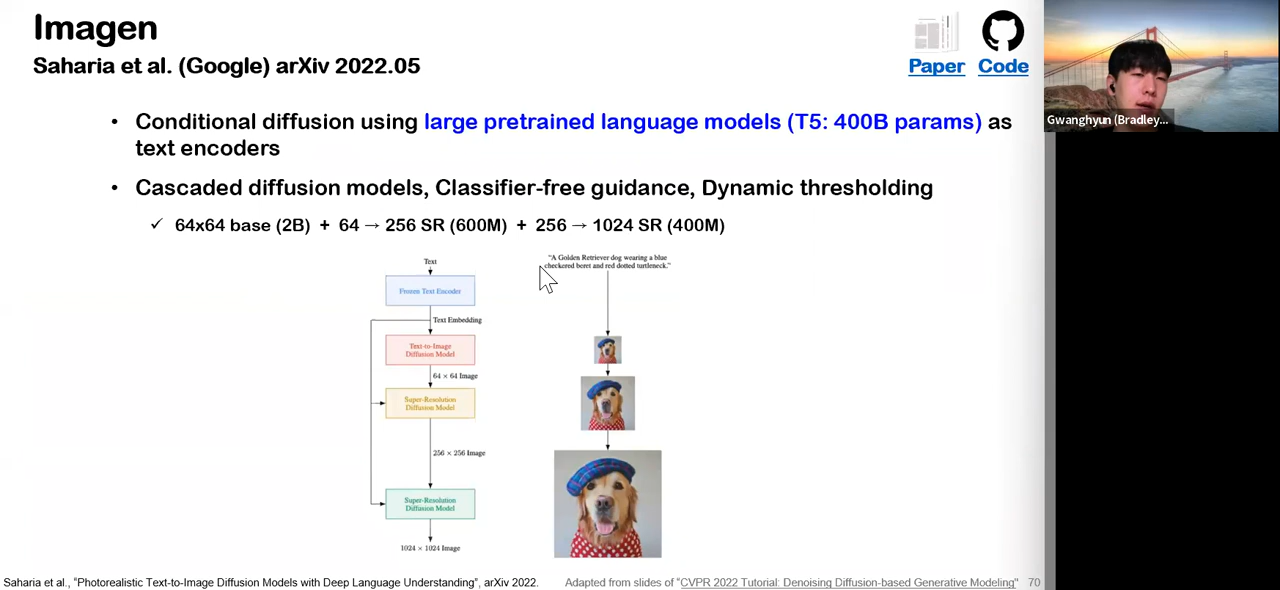 Imagen
Saharia et al. (Google) arXiv 2022.05
Paper
Code
Gwanghyun (Bradley...
• Conditional diffusion using large pretrained language models (T5: 400B params) as
text encoders
• Cascaded diffusion models, Classifier-free guidance, Dynamic thresholding
✓ 64x64 base (2B) + 64 → 256 SR (600M) + 256 → 1024 SR (400M)
Text
Frozen Text Encoder
Text Embedding
Text-to-Image
Diffusion Model
64 × 64 Image
Super-Resolution
Diffusion Model
256 × 256 Image
Super-Resolution
Diffusion Model
1024 × 1024 Image
"A Golden Retriever dog wearing a blue
checkered beret and red dotted turtleneck."
Saharia et al., "Photorealistic Text-to-Image Diffusion Models with Deep Language Understanding", arXiv 2022.
Adapted from slides of "CVPR 2022 Tutorial: Denoising Diffusion-based Generative Modeling"
70